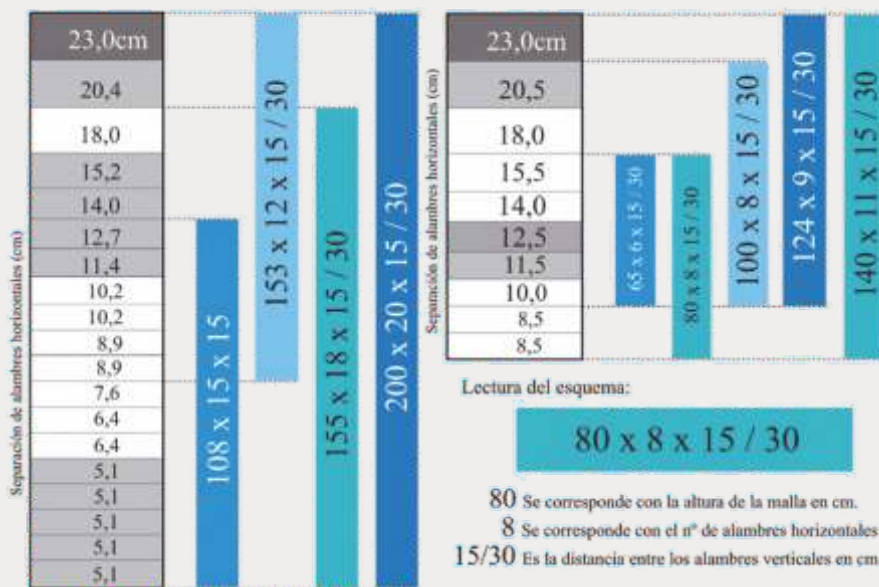 Separación de alambres horizontales (cm)
23,0cm
20,4
18,0
15,2
14,0
12,7
11,4
10,2
10,2
8,9
8,9
7,6
6,4
6,4
5,1
5,1
5,1
5,1
5,1
108 x 15 x 15
153 x 12 x 15 / 30
155 x 18 x 15 / 30
200 x 20 x 15 / 30
Separación de alambres horizontales (cm)
23,0cm
20,5
18,0
15,5
14,0
12,5
11,5
10,0
8,5
8,5
65 x 6 x 15 / 30
80 x 8 x 15 / 30
100 x 8 x 15 / 30
124 x 9 x 15 / 30
140 x 11 x 15 / 30
Lectura del esquema:
80 x 8 x 15 / 30
80 Se corresponde con la altura de la malla en cm.
8 Se corresponde con el nº de alambres horizontales
15/30 Es la distancia entre los alambres verticales en cm